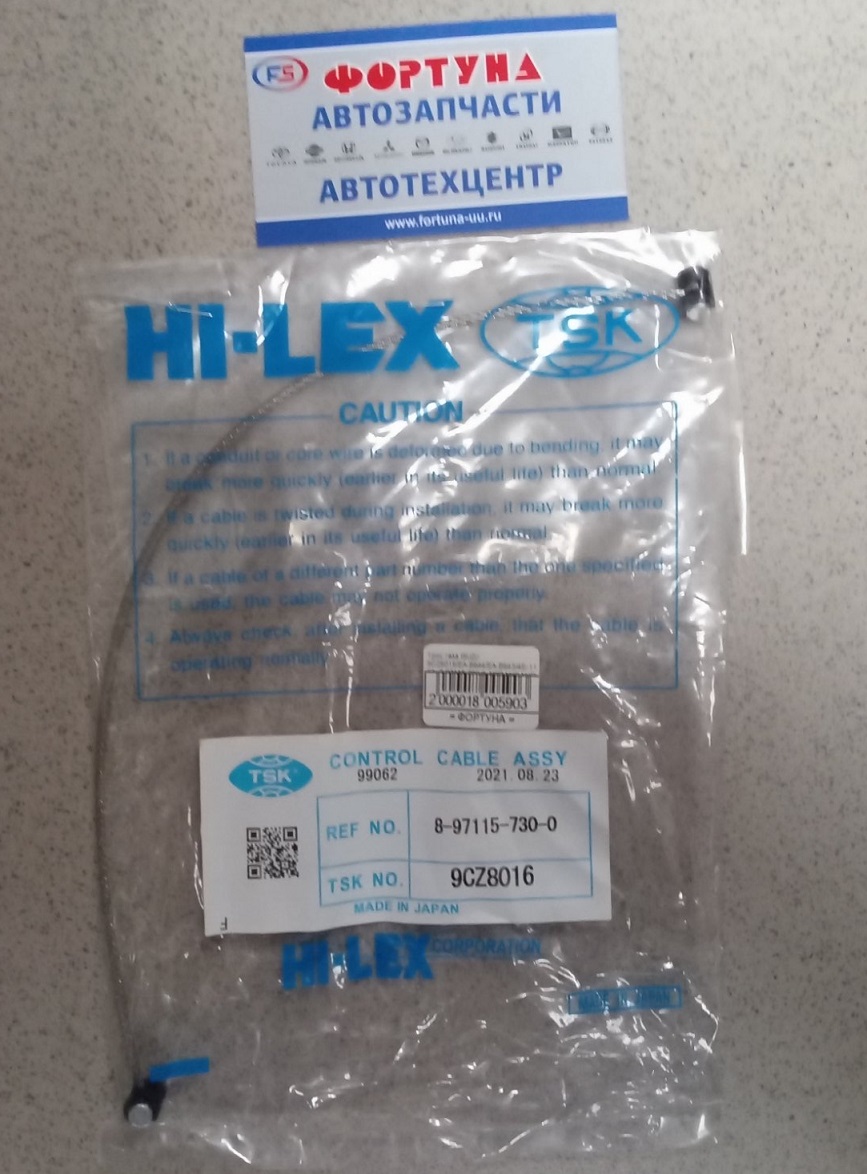 FS ФОРТУНА
АВТОЗАПЧАСТИ
АВТОТЕХЦЕНТР
www.fortuna-uu.ru
HI-LEX TSK
CAUTION
1. If a conduit or core wire is deformed due to bending, it may
break more quickly (earlier in its useful life) than normal.
2. If a cable is twisted during installation, it may break more
quickly (earlier in its useful life) than normal.
3. If a cable of a different part number than the one specified
is used, the cable may not operate properly.
4. Always check, after installing a cable, that the cable is
operating normally.
2000018 005903
"ФОРТУНА"
TSK
CONTROL CABLE ASSY
99062 2021.08.23
REF NO. 8-97115-730-0
TSK NO. 9CZ8016
MADE IN JAPAN
F
HI-LEX CORPORATION
MADE IN JAPAN